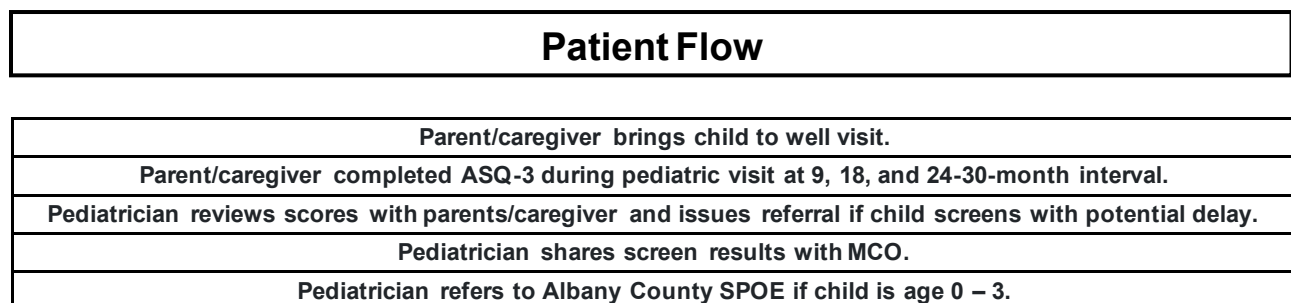 Patient Flow
Parent/caregiver brings child to well visit.
Parent/caregiver completed ASQ-3 during pediatric visit at 9, 18, and 24-30-month interval.
Pediatrician reviews scores with parents/caregiver and issues referral if child screens with potential delay.
Pediatrician shares screen results with MCO.
Pediatrician refers to Albany County SPOE if child is age 0 – 3.